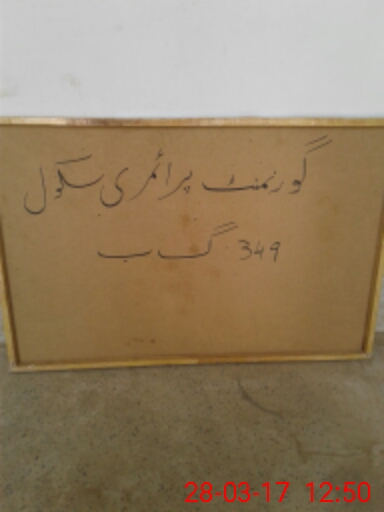 گورنمنٹ پرائمری سکول
349 گ ب
28-03-17 12:50